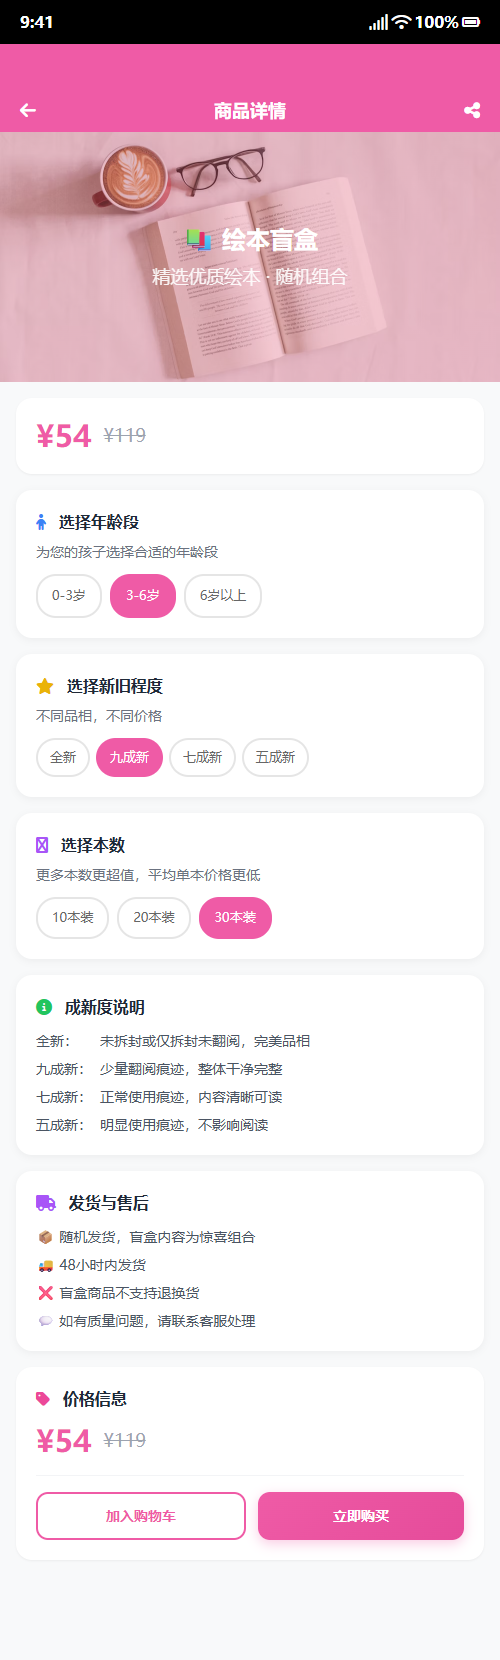 9:41
100%
商品详情
绘本盲盒
精选优质绘本 · 随机组合
¥54 ¥119
选择年龄段
为您的孩子选择合适的年龄段
0-3岁 3-6岁 6岁以上
选择新旧程度
不同品相，不同价格
全新 九成新 七成新 五成新
选择本数
更多本数更超值，平均单本价格更低
10本装 20本装 30本装
成新度说明
全新： 未拆封或仅拆封未翻阅，完美品相
九成新： 少量翻阅痕迹，整体干净完整
七成新： 正常使用痕迹，内容清晰可读
五成新： 明显使用痕迹，不影响阅读
发货与售后
随机发货，盲盒内容为惊喜组合
48小时内发货
盲盒商品不支持退换货
如有质量问题，请联系客服处理
价格信息
¥54 ¥119
加入购物车 立即购买